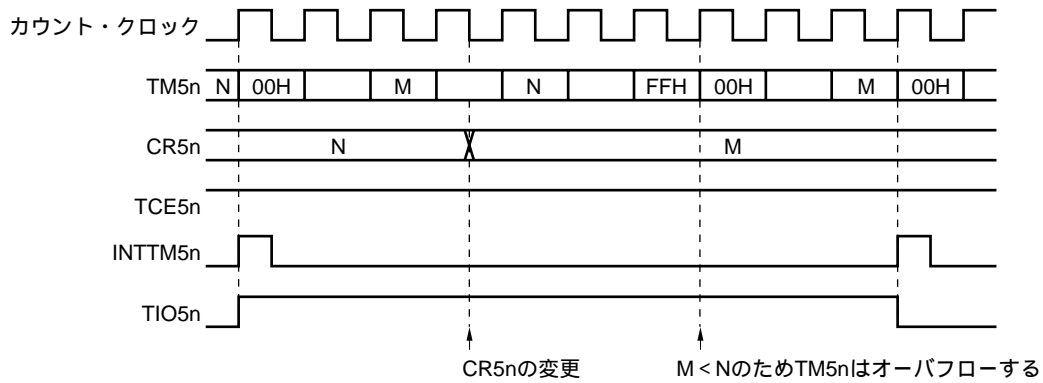 カウント・クロック
TM5n N 00H M N FFH 00H M 00H
CR5n N M
TCE5n
INTTM5n
TIO5n
CR5nの変更 M<NのためTM5nはオーバフローする